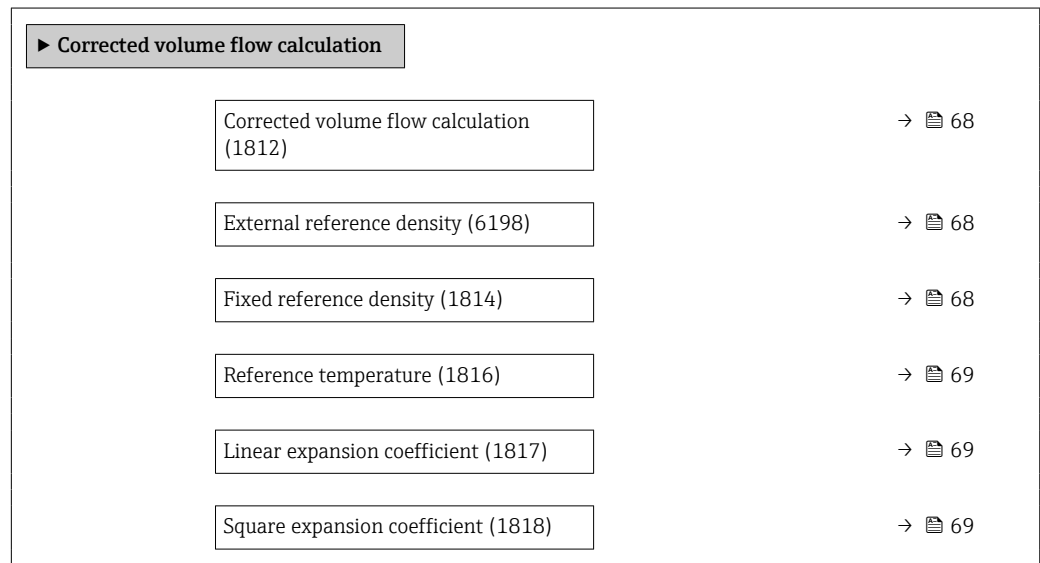 ▶ Corrected volume flow calculation
Corrected volume flow calculation → 68
(1812)
External reference density (6198) → 68
Fixed reference density (1814) → 68
Reference temperature (1816) → 69
Linear expansion coefficient (1817) → 69
Square expansion coefficient (1818) → 69